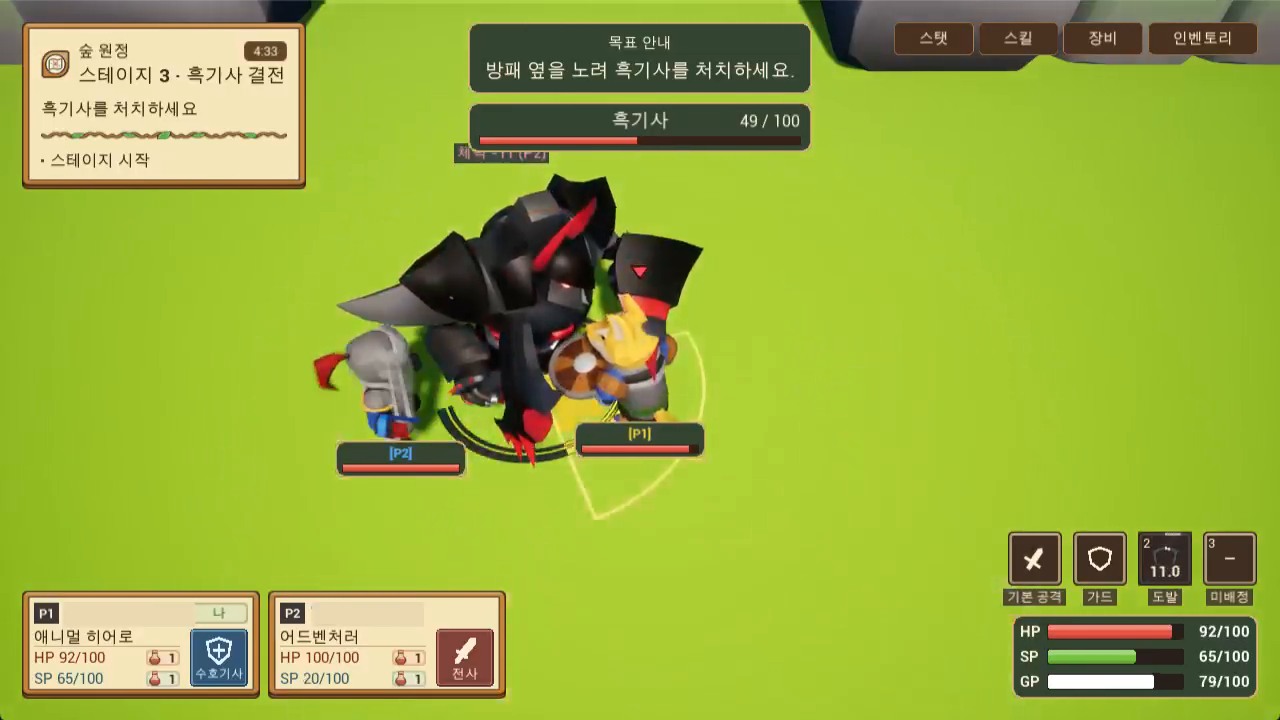 숲 원정
4:33
스테이지 3 · 흑기사 결전
흑기사를 처치하세요
· 스테이지 시작
목표 안내
방패 옆을 노려 흑기사를 처치하세요.
흑기사 49 / 100
체력 -11 [P2]
스탯
스킬
장비
인벤토리
[P2]
[P1]
P1
나
애니멀 히어로
HP 92/100
1
SP 65/100
1
수호기사
P2
어드벤처러
HP 100/100
1
SP 20/100
1
전사
2
11.0
3
–
기본 공격
가드
도발
미배정
HP 92/100
SP 65/100
GP 79/100